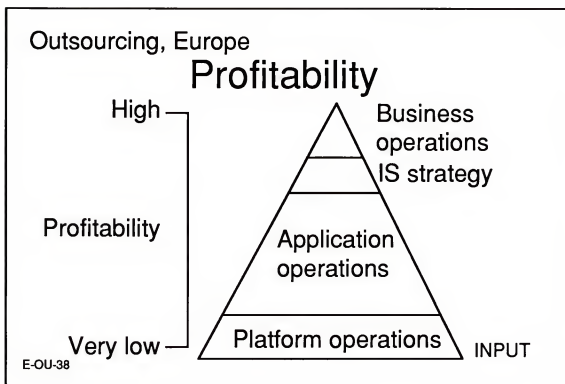 Outsourcing, Europe
Profitability
High
Business
operations
IS strategy
Profitability
Application
operations
Very low
Platform operations
INPUT
E-OU-38